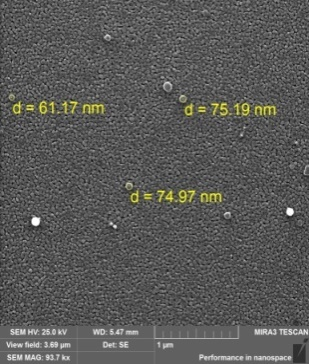 d = 61.17 nm
d = 75.19 nm
d = 74.97 nm
SEM HV: 25.0 kV WD: 5.47 mm MIRA3 TESCAN
View field: 3.69 µm Det: SE 1 µm
SEM MAG: 93.7 kx Performance in nanospace